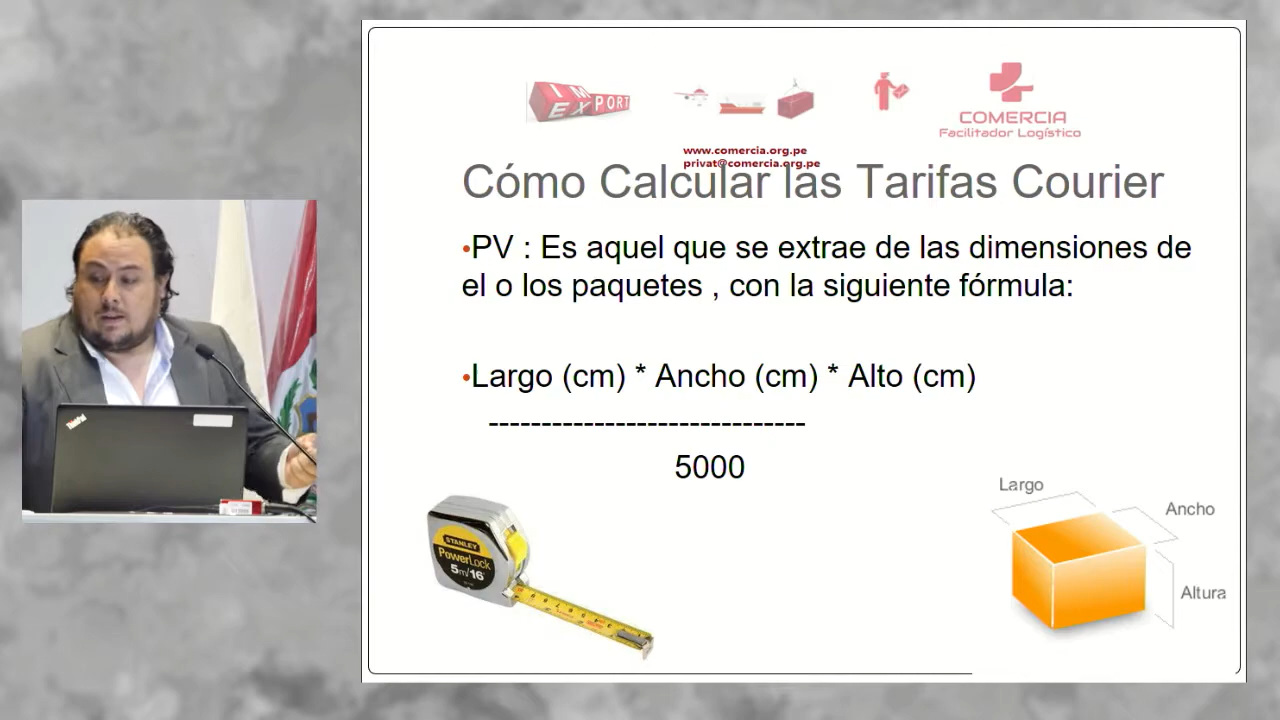 IM
EXPORT
COMERCIA
Facilitador Logístico
www.comercia.org.pe
privat@comercia.org.pe
Cómo Calcular las Tarifas Courier
•PV : Es aquel que se extrae de las dimensiones de
el o los paquetes , con la siguiente fórmula:
•Largo (cm) * Ancho (cm) * Alto (cm)
------------------------------
5000
STANLEY
PowerLock
5m/16'
Largo
Ancho
Altura
ThinkPad